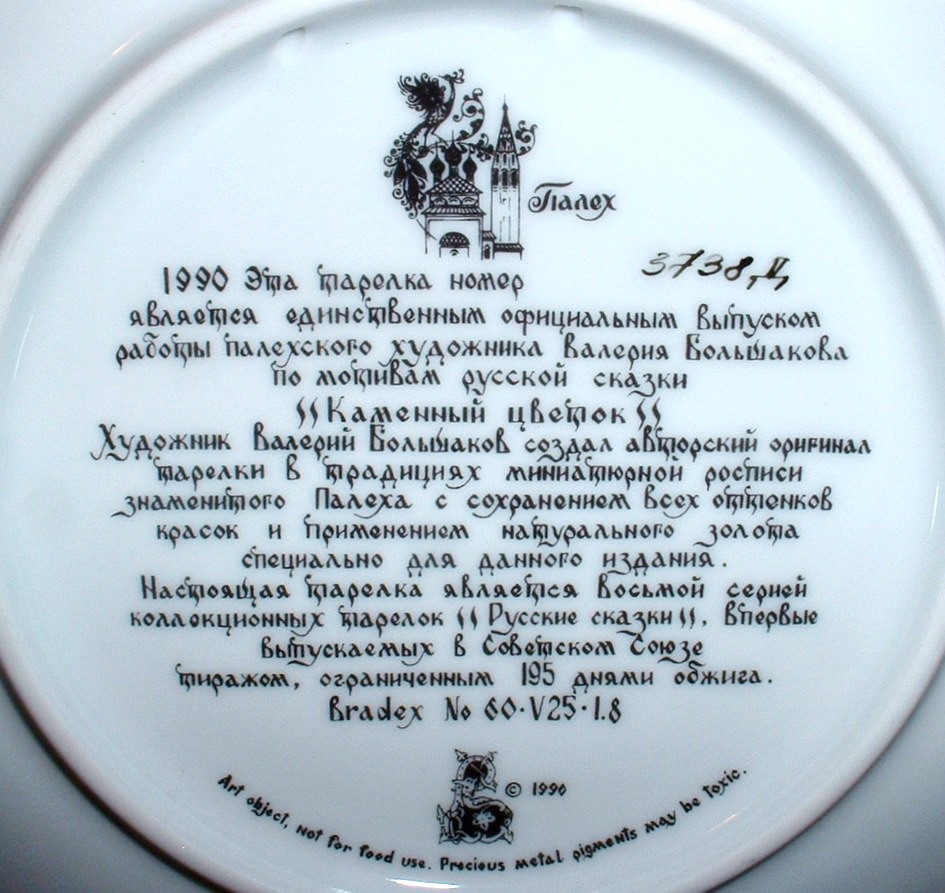 Палех
3738,V,
1990 Эта тарелка номер
является единственным официальным выпуском
работы палехского художника Валерия Большакова
по мотивам русской сказки
"Каменный цветок"
Художник Валерий Большаков создал авторский оригинал
тарелки в традициях миниатюрной росписи
знаменитого Палеха с сохранением всех оттенков
красок и применением натурального золота
специально для данного издания.
Настоящая тарелка является восьмой серией
коллекционных тарелок "Русские сказки", впервые
выпускаемых в Советском Союзе
тиражом, ограниченным 195 днями обжига.
Bradex No 60·V25·1.8
© 1990
Art object, not for food use. Precious metal pigments may be toxic.